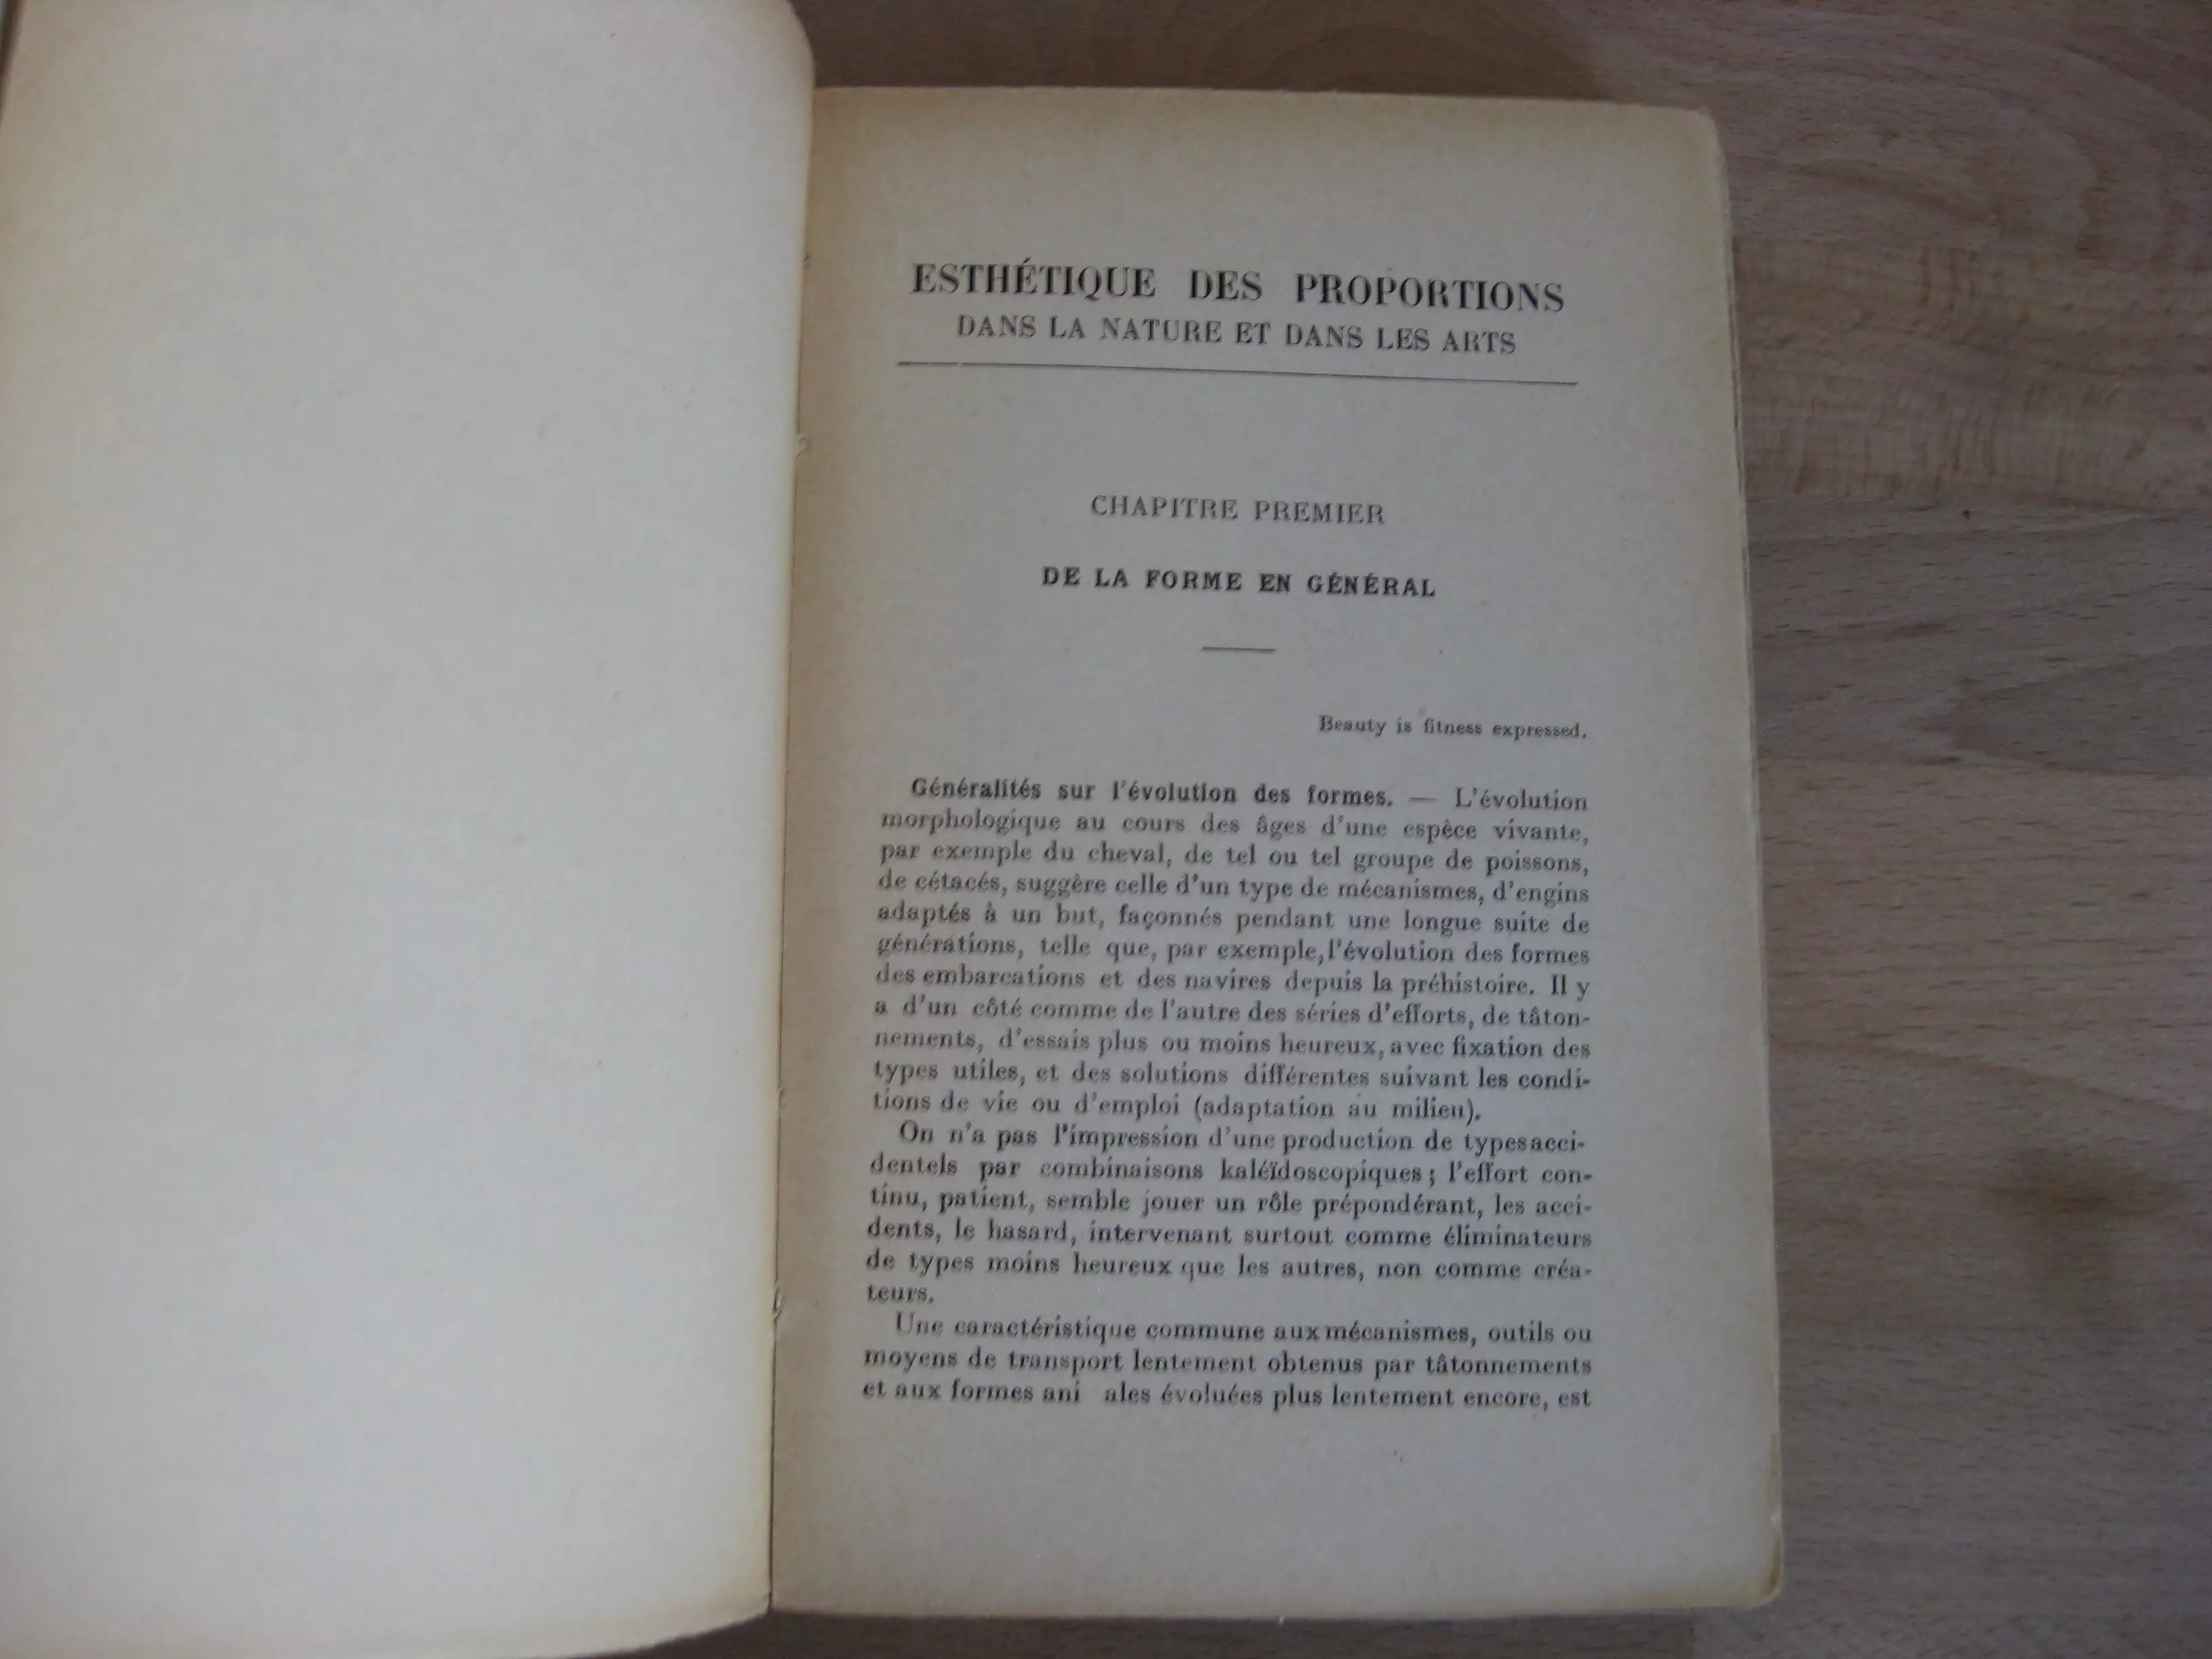 ESTHÉTIQUE DES PROPORTIONS
DANS LA NATURE ET DANS LES ARTS
CHAPITRE PREMIER
DE LA FORME EN GÉNÉRAL
Beauty is fitness expressed.
Généralités sur l'évolution des formes. — L'évolution
morphologique au cours des âges d'une espèce vivante,
par exemple du cheval, de tel ou tel groupe de poissons,
de cétacés, suggère celle d'un type de mécanismes, d'engins
adaptés à un but, façonnés pendant une longue suite de
générations, telle que, par exemple, l'évolution des formes
des embarcations et des navires depuis la préhistoire. Il y
a d'un côté comme de l'autre des séries d'efforts, de tâton-
nements, d'essais plus ou moins heureux, avec fixation des
types utiles, et des solutions différentes suivant les condi-
tions de vie ou d'emploi (adaptation au milieu).
On n'a pas l'impression d'une production de types acci-
dentels par combinaisons kaléïdoscopiques ; l'effort con-
tinu, patient, semble jouer un rôle prépondérant, les acci-
dents, le hasard, intervenant surtout comme éliminateurs
de types moins heureux que les autres, non comme créa-
teurs.
Une caractéristique commune aux mécanismes, outils ou
moyens de transport lentement obtenus par tâtonnements
et aux formes ani ales évoluées plus lentement encore, est